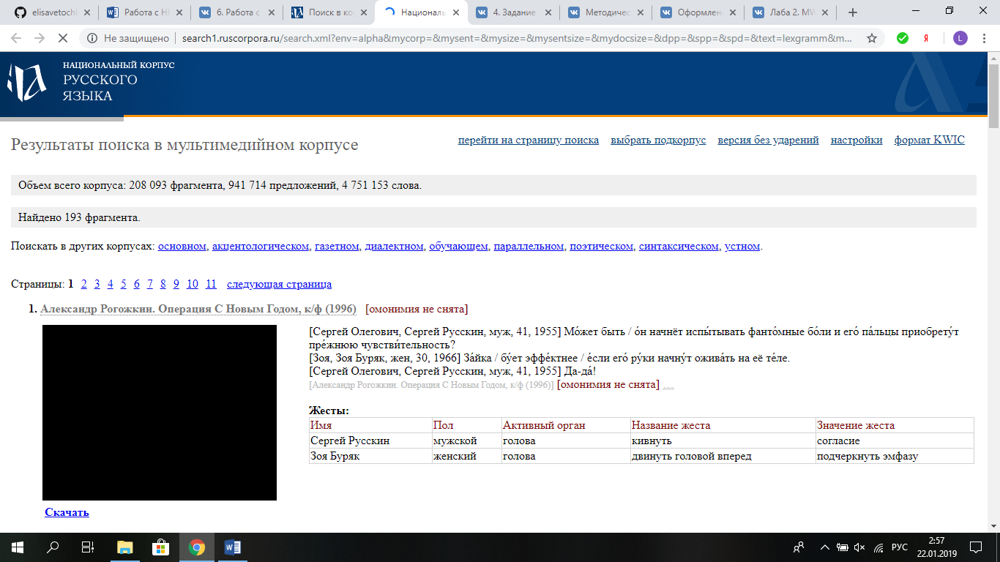 elisavetochk
Работа с НК
6. Работа с
Поиск в кор
Националь
4. Задание
Методичес
Оформлен
Лаба 2. MW
Не защищено | search1.ruscorpora.ru/search.xml?env=alpha&mycorp=&mysent=&mysize=&mysentsize=&mydocsize=&dpp=&spp=&spd=&text=lexgramm&m...
L
НАЦИОНАЛЬНЫЙ КОРПУС
РУССКОГО
ЯЗЫКА
Результаты поиска в мультимедийном корпусе
перейти на страницу поиска выбрать подкорпус версия без ударений настройки формат KWIC
Объем всего корпуса: 208 093 фрагмента, 941 714 предложений, 4 751 153 слова.
Найдено 193 фрагмента.
Поискать в других корпусах: основном, акцентологическом, газетном, диалектном, обучающем, параллельном, поэтическом, синтаксическом, устном.
Страницы: 1 2 3 4 5 6 7 8 9 10 11 следующая страница
1. Александр Рогожкин. Операция С Новым Годом, к/ф (1996) [омонимия не снята]
[Сергей Олегович, Сергей Русскин, муж, 41, 1955] Мо́жет быть / о́н начнёт испы́тывать фанто́мные бо́ли и его́ па́льцы приобрету́т
пре́жнюю чувстви́тельность?
[Зоя, Зоя Буряк, жен, 30, 1966] За́йка / бу́ет эффе́ктнее / е́сли его́ ру́ки начну́т ожива́ть на её те́ле.
[Сергей Олегович, Сергей Русскин, муж, 41, 1955] Да-да́!
[Александр Рогожкин. Операция С Новым Годом, к/ф (1996)] [омонимия не снята] ...
Жесты:
Имя Пол Активный орган Название жеста Значение жеста
Сергей Русскин мужской голова кивнуть согласие
Зоя Буряк женский голова двинуть головой вперед подчеркнуть эмфазу
Скачать
РУС
2:57
22.01.2019